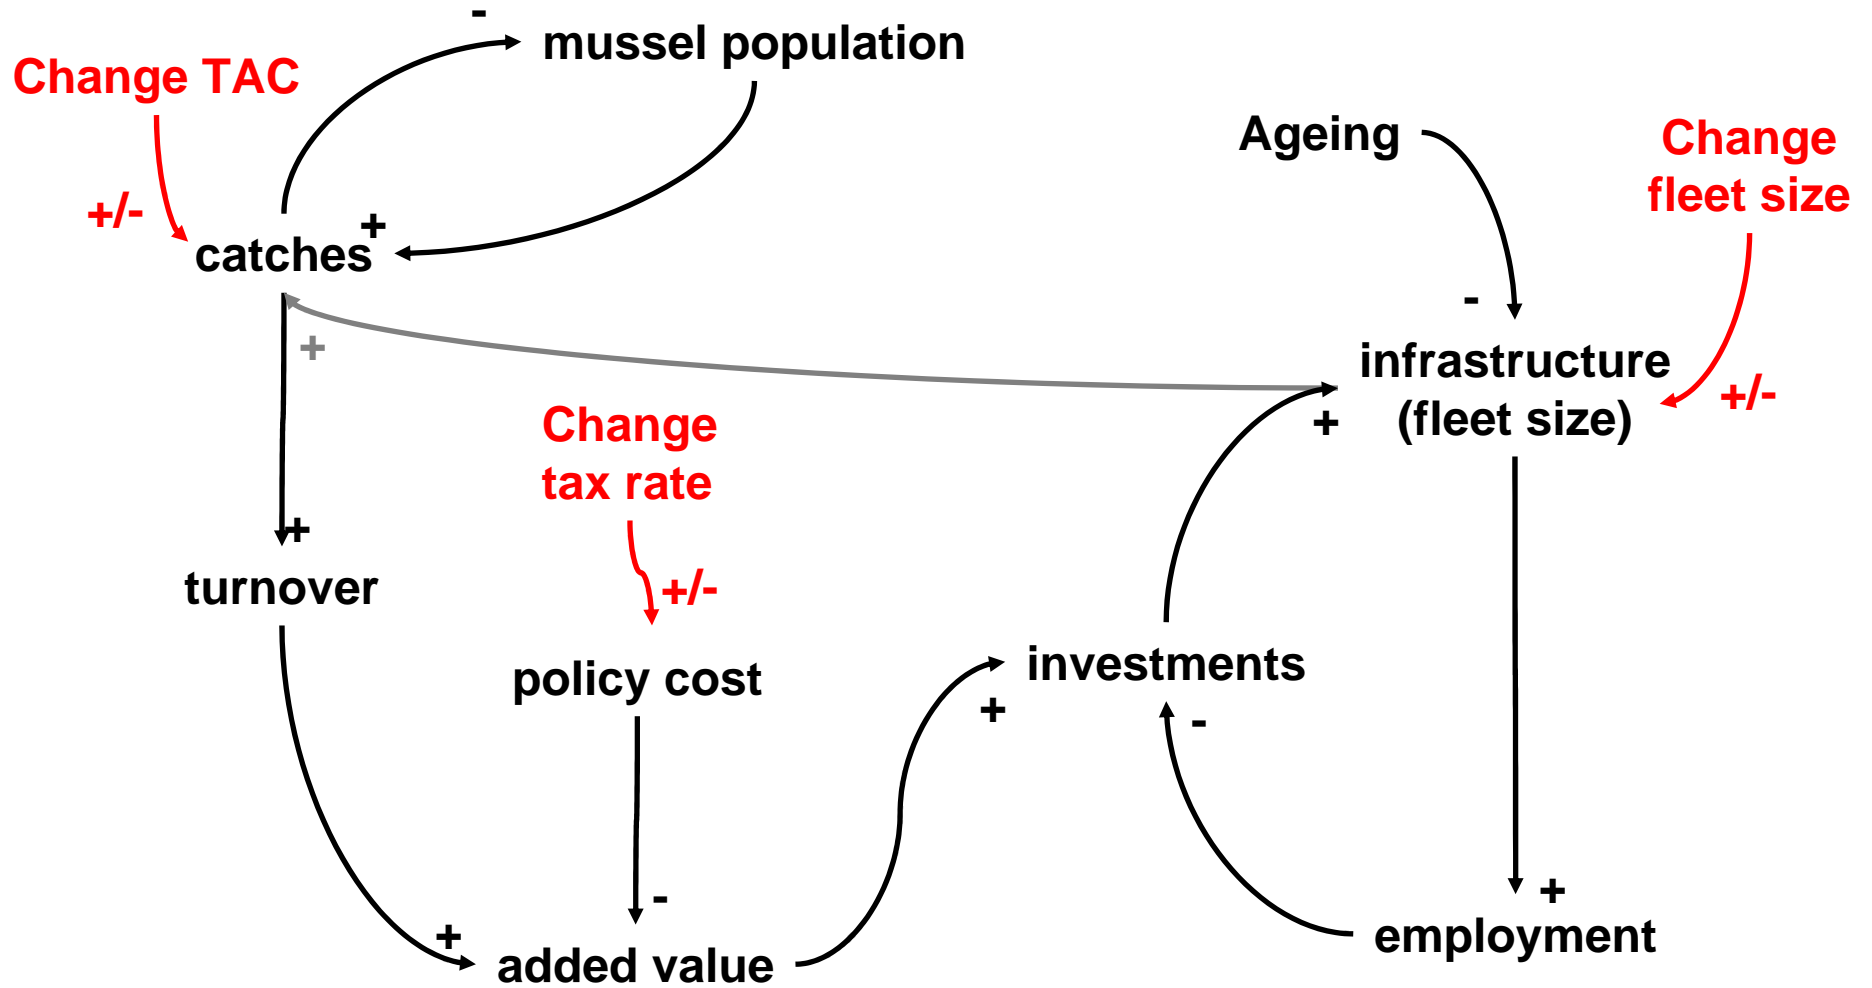 -
mussel population
Change TAC
Ageing
Change
fleet size
+/-
+
catches
-
+
infrastructure
(fleet size)
+/-
+
Change
tax rate
+
turnover
+/-
policy cost
investments
+
-
-
+
+
employment
added value